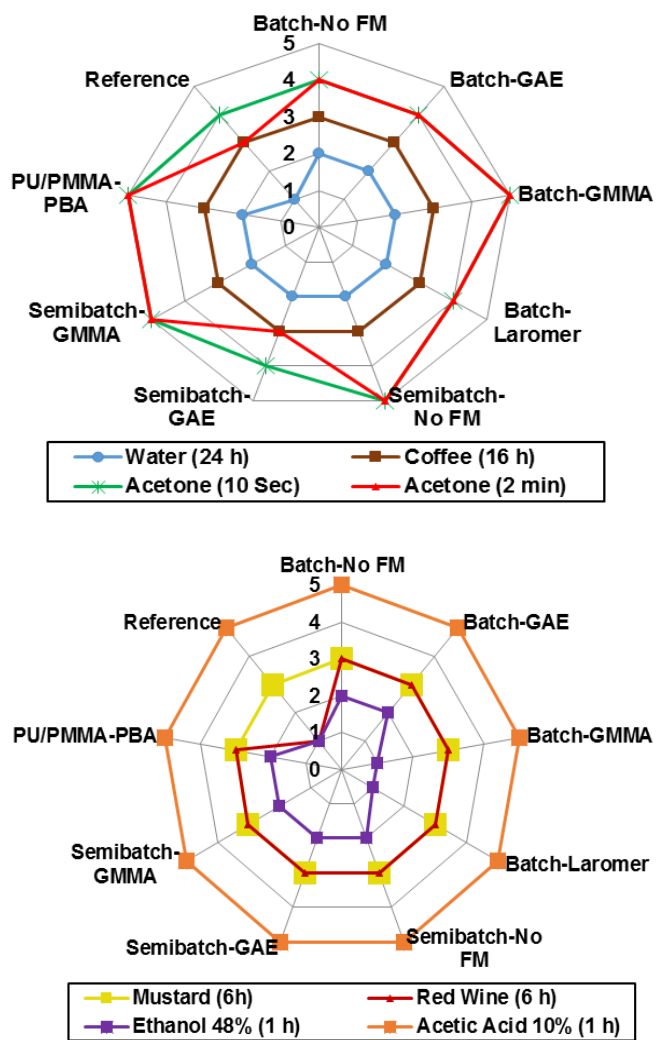 Batch-No FM
5
Reference
Batch-GAE
4
3
2
PU/PMMA-
PBA
1
Batch-GMMA
0
Semibatch-
GMMA
Batch-
Laromer
Semibatch-
GAE
Semibatch-
No FM
Water (24 h) Coffee (16 h)
Acetone (10 Sec) Acetone (2 min)
Batch-No FM
5
Reference
Batch-GAE
4
3
2
PU/PMMA-PBA
Batch-GMMA
1
0
Semibatch-
GMMA
Batch-Laromer
Semibatch-GAE
Semibatch-No
FM
Mustard (6h) Red Wine (6 h)
Ethanol 48% (1 h) Acetic Acid 10% (1 h)